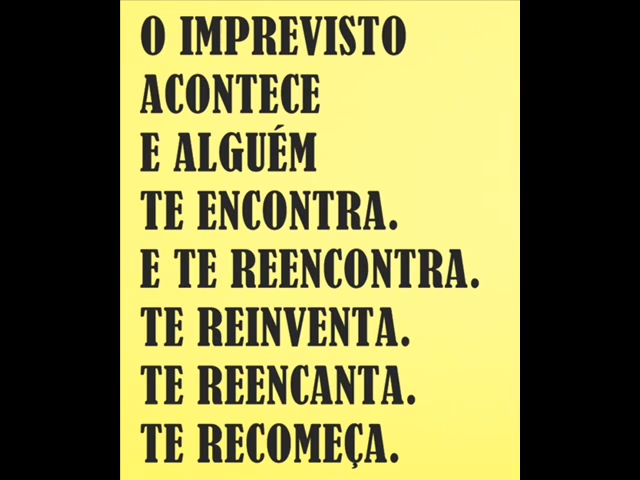 O IMPREVISTO
ACONTECE
E ALGUÉM
TE ENCONTRA.
E TE REENCONTRA.
TE REINVENTA.
TE REENCANTA.
TE RECOMEÇA.